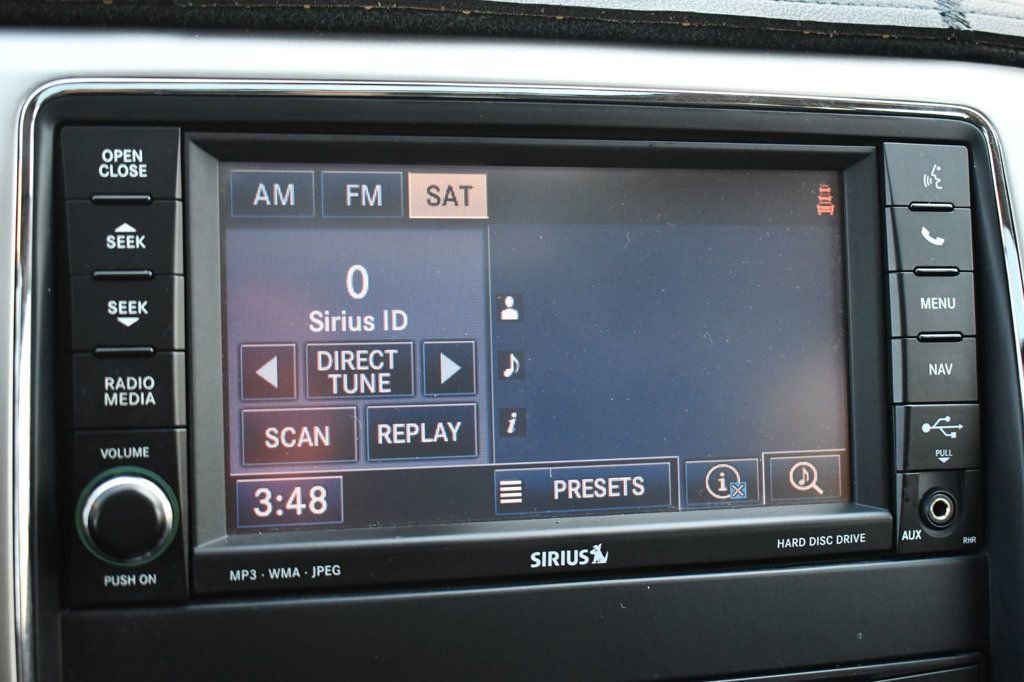 OPEN
CLOSE
SEEK
SEEK
RADIO
MEDIA
VOLUME
PUSH ON
AM FM SAT
0
Sirius ID
DIRECT
TUNE
SCAN REPLAY
3:48 PRESETS
i
i
MENU
NAV
PULL
AUX RHR
MP3 · WMA · JPEG
SIRIUS
HARD DISC DRIVE